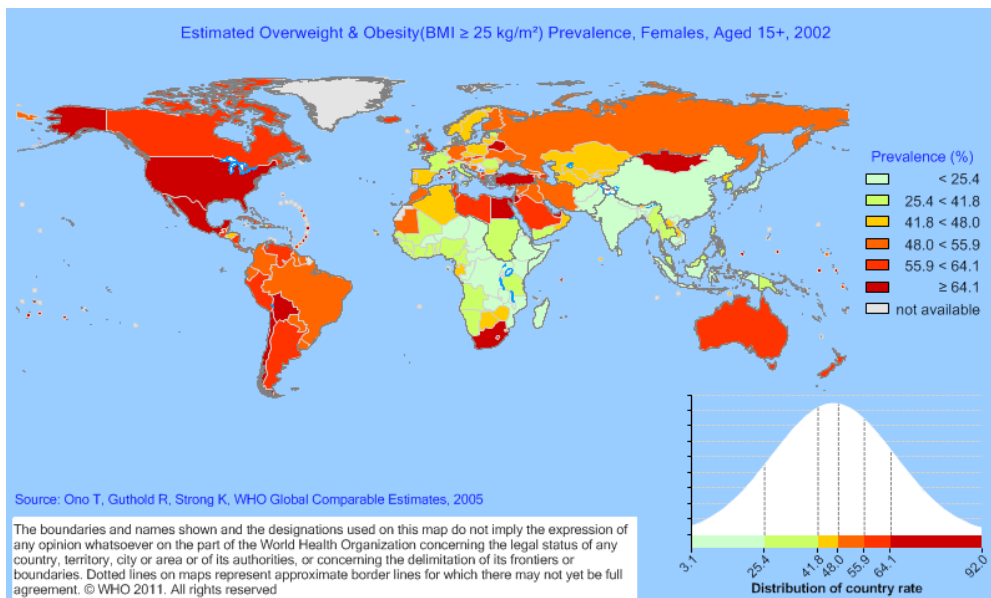 Estimated Overweight & Obesity(BMI ≥ 25 kg/m²) Prevalence, Females, Aged 15+, 2002
Prevalence (%)
< 25.4
25.4 < 41.8
41.8 < 48.0
48.0 < 55.9
55.9 < 64.1
≥ 64.1
not available
Source: Ono T, Guthold R, Strong K, WHO Global Comparable Estimates, 2005
The boundaries and names shown and the designations used on this map do not imply the expression of
any opinion whatsoever on the part of the World Health Organization concerning the legal status of any
country, territory, city or area or of its authorities, or concerning the delimitation of its frontiers or
boundaries. Dotted lines on maps represent approximate border lines for which there may not yet be full
agreement. © WHO 2011. All rights reserved
3.1
25.4
41.8
48.0
55.9
64.1
92.0
Distribution of country rate